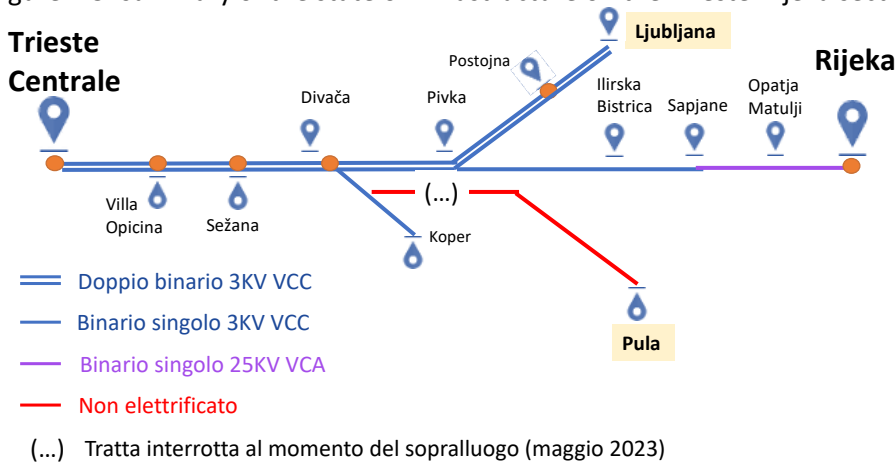 Trieste
Centrale
Ljubljana
Rijeka
Postojna
Divača
Pivka
Ilirska
Bistrica
Sapjane
Opatja
Matulji
Villa
Opicina
Sežana
(...)
Koper
Doppio binario 3KV VCC
Binario singolo 3KV VCC
Pula
Binario singolo 25KV VCA
Non elettrificato
(...) Tratta interrotta al momento del sopralluogo (maggio 2023)